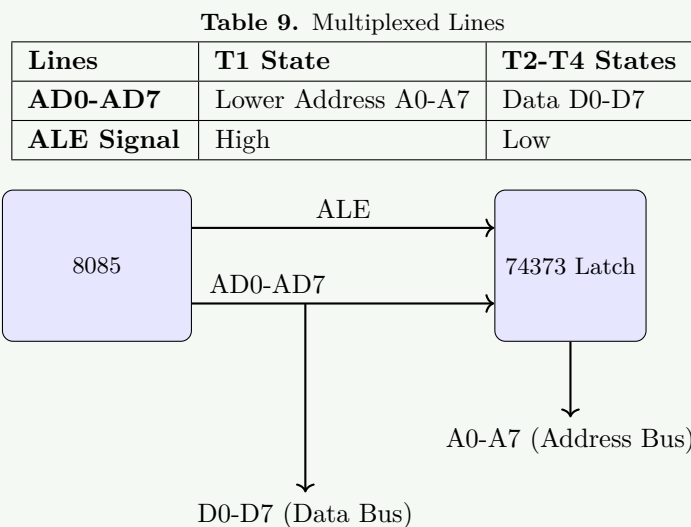 Table 9. Multiplexed Lines
Lines T1 State T2-T4 States
AD0-AD7 Lower Address A0-A7 Data D0-D7
ALE Signal High Low
ALE
8085
74373 Latch
AD0-AD7
A0-A7 (Address Bus)
D0-D7 (Data Bus)